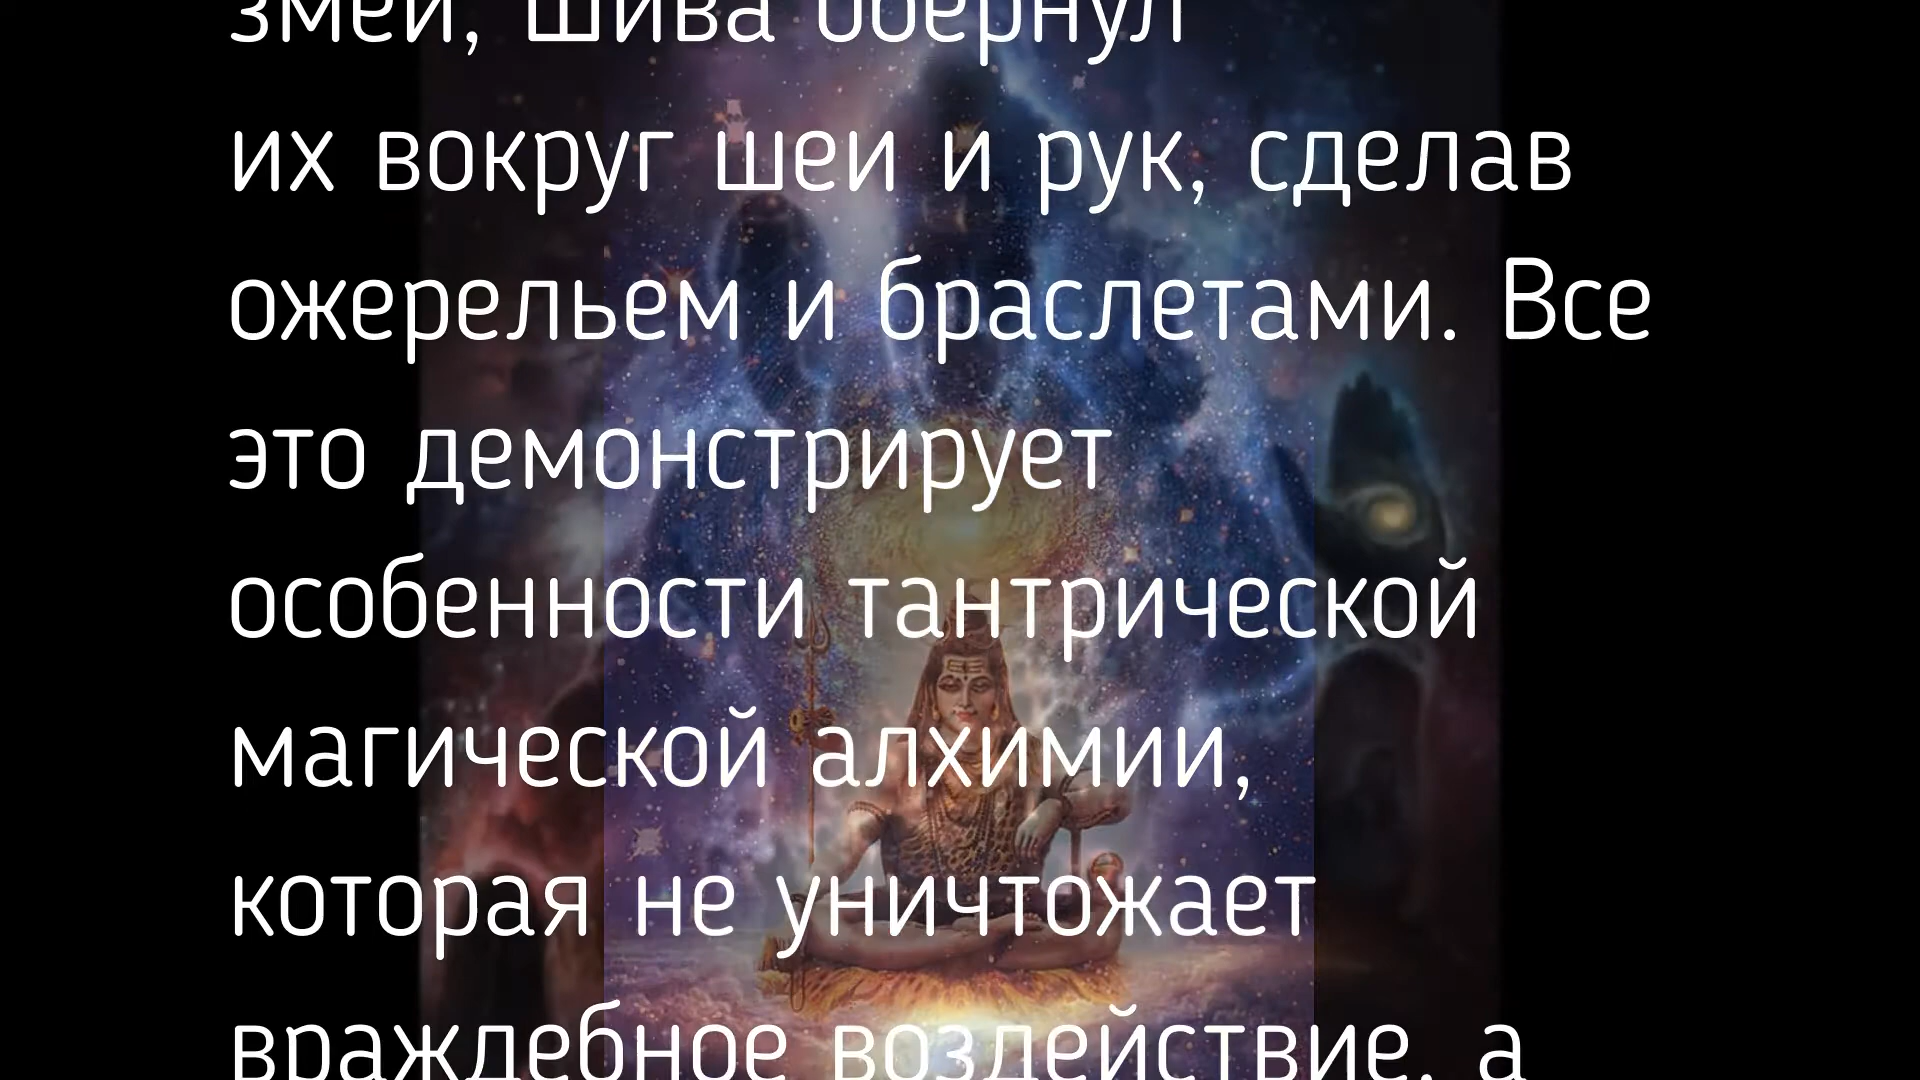 змей, Шива обернул
их вокруг шеи и рук, сделав
ожерельем и браслетами. Все
это демонстрирует
особенности тантрической
магической алхимии,
которая не уничтожает
враждебное воздействие, а